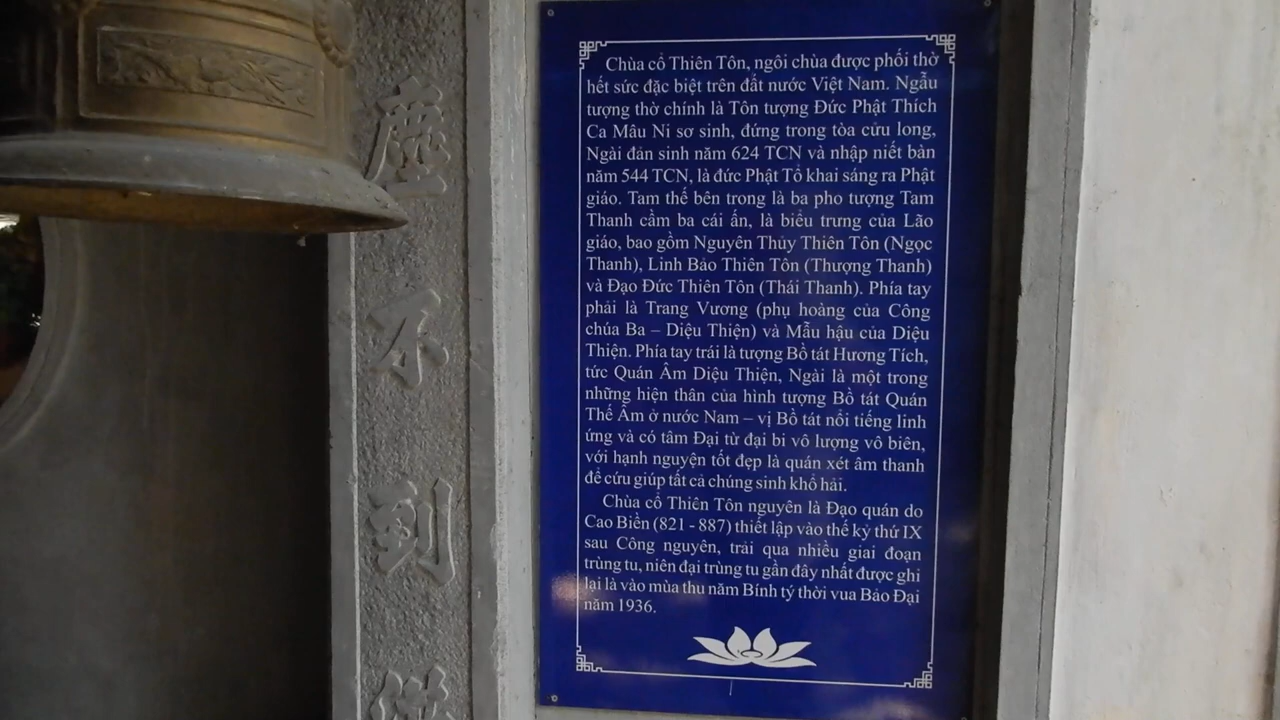 塵
不
到
Chùa cổ Thiên Tôn, ngôi chùa được phối thờ
hết sức đặc biệt trên đất nước Việt Nam. Ngẫu
tượng thờ chính là Tôn tượng Đức Phật Thích
Ca Mâu Ni sơ sinh, đứng trong tòa cửu long,
Ngài đản sinh năm 624 TCN và nhập niết bàn
năm 544 TCN, là đức Phật Tổ khai sáng ra Phật
giáo. Tam thế bên trong là ba pho tượng Tam
Thanh cầm ba cái ấn, là biểu trưng của Lão
giáo, bao gồm Nguyên Thủy Thiên Tôn (Ngọc
Thanh), Linh Bảo Thiên Tôn (Thượng Thanh)
và Đạo Đức Thiên Tôn (Thái Thanh). Phía tay
phải là Trang Vương (phụ hoàng của Công
chúa Ba – Diệu Thiện) và Mẫu hậu của Diệu
Thiện. Phía tay trái là tượng Bồ tát Hương Tích,
tức Quán Âm Diệu Thiện, Ngài là một trong
những hiện thân của hình tượng Bồ tát Quán
Thế Âm ở nước Nam – vị Bồ tát nổi tiếng linh
ứng và có tâm Đại từ đại bi vô lượng vô biên,
với hạnh nguyện tốt đẹp là quán xét âm thanh
để cứu giúp tất cả chúng sinh khổ hải.
Chùa cổ Thiên Tôn nguyên là Đạo quán do
Cao Biền (821 - 887) thiết lập vào thế kỷ thứ IX
sau Công nguyên, trải qua nhiều giai đoạn
trùng tu, niên đại trùng tu gần đây nhất được ghi
lại là vào mùa thu năm Bính tý thời vua Bảo Đại
năm 1936.